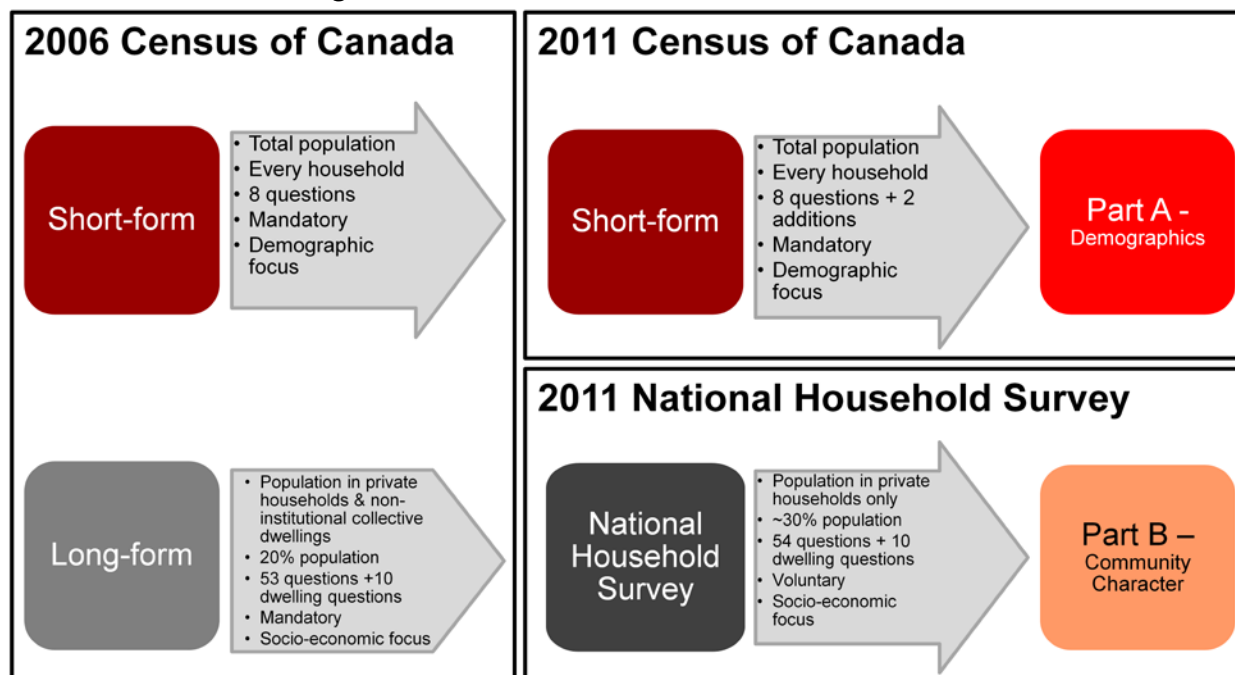 2006 Census of Canada
Short-form
• Total population
• Every household
• 8 questions
• Mandatory
• Demographic
focus
Long-form
• Population in private
households & non-
institutional collective
dwellings
• 20% population
• 53 questions +10
dwelling questions
• Mandatory
• Socio-economic focus
2011 Census of Canada
Short-form
• Total population
• Every household
• 8 questions + 2
additions
• Mandatory
• Demographic
focus
Part A -
Demographics
2011 National Household Survey
National
Household
Survey
• Population in private
households only
• ~30% population
• 54 questions + 10
dwelling questions
• Voluntary
• Socio-economic
focus
Part B –
Community
Character